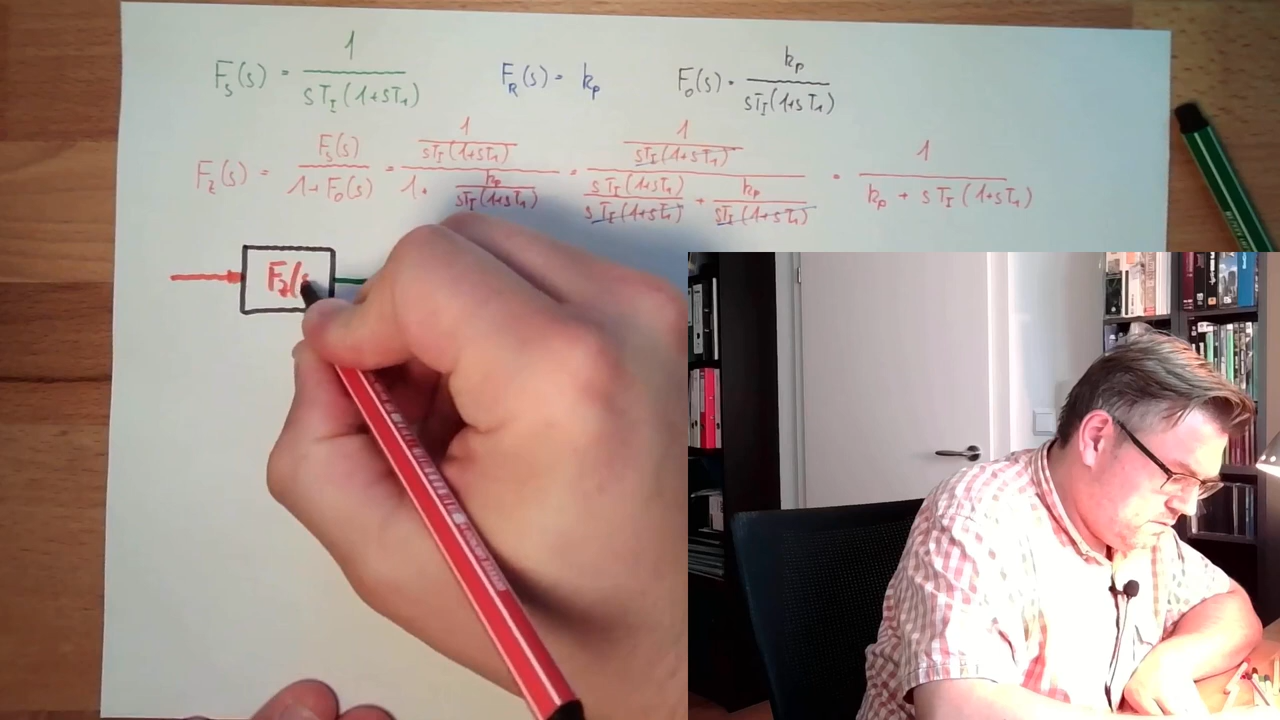 F_S(s) = 1 / (sT_I(1+sT_1)) F_R(s) = k_p F_0(s) = k_p / (sT_I(1+sT_1))
F_z(s) = F_S(s) / (1+F_0(s)) = (1 / (sT_I(1+sT_1))) / (1+ k_p / (sT_I(1+sT_1))) = (1 / (sT_I(1+sT_1))) / (sT_I(1+sT_1) / (sT_I(1+sT_1)) + k_p / (sT_I(1+sT_1))) = 1 / (k_p + sT_I(1+sT_1))
F_z(s